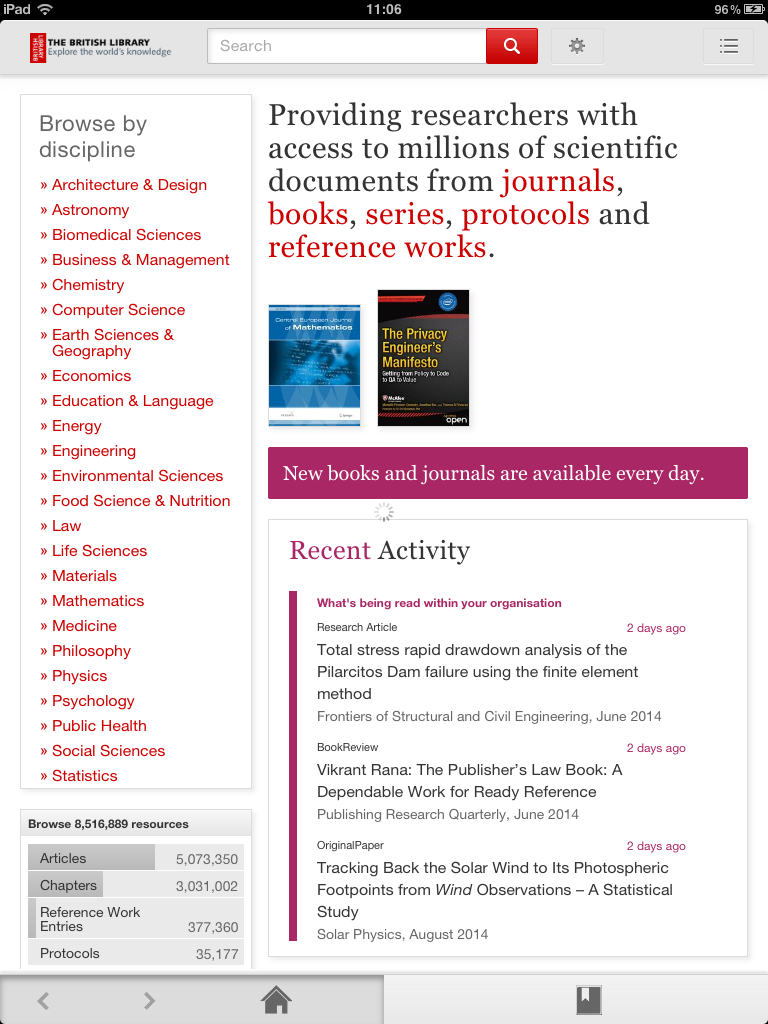 iPad
11:06
96%
THE BRITISH LIBRARY
Explore the world's knowledge
BRITISH
LIBRARY
Search
Browse by
discipline
» Architecture & Design
» Astronomy
» Biomedical Sciences
» Business & Management
» Chemistry
» Computer Science
» Earth Sciences &
Geography
» Economics
» Education & Language
» Energy
» Engineering
» Environmental Sciences
» Food Science & Nutrition
» Law
» Life Sciences
» Materials
» Mathematics
» Medicine
» Philosophy
» Physics
» Psychology
» Public Health
» Social Sciences
» Statistics
Browse 8,516,889 resources
Articles 5,073,350
Chapters 3,031,002
Reference Work
Entries 377,360
Protocols 35,177
Providing researchers with
access to millions of scientific
documents from journals,
books, series, protocols and
reference works.
Central European Journal
of Mathematics
The Privacy
Engineer's
Manifesto
Getting from Policy to Code
to QA to Value
McAfee
open
New books and journals are available every day.
Recent Activity
What's being read within your organisation
Research Article 2 days ago
Total stress rapid drawdown analysis of the
Pilarcitos Dam failure using the finite element
method
Frontiers of Structural and Civil Engineering, June 2014
BookReview 2 days ago
Vikrant Rana: The Publisher's Law Book: A
Dependable Work for Ready Reference
Publishing Research Quarterly, June 2014
OriginalPaper 2 days ago
Tracking Back the Solar Wind to Its Photospheric
Footpoints from Wind Observations – A Statistical
Study
Solar Physics, August 2014